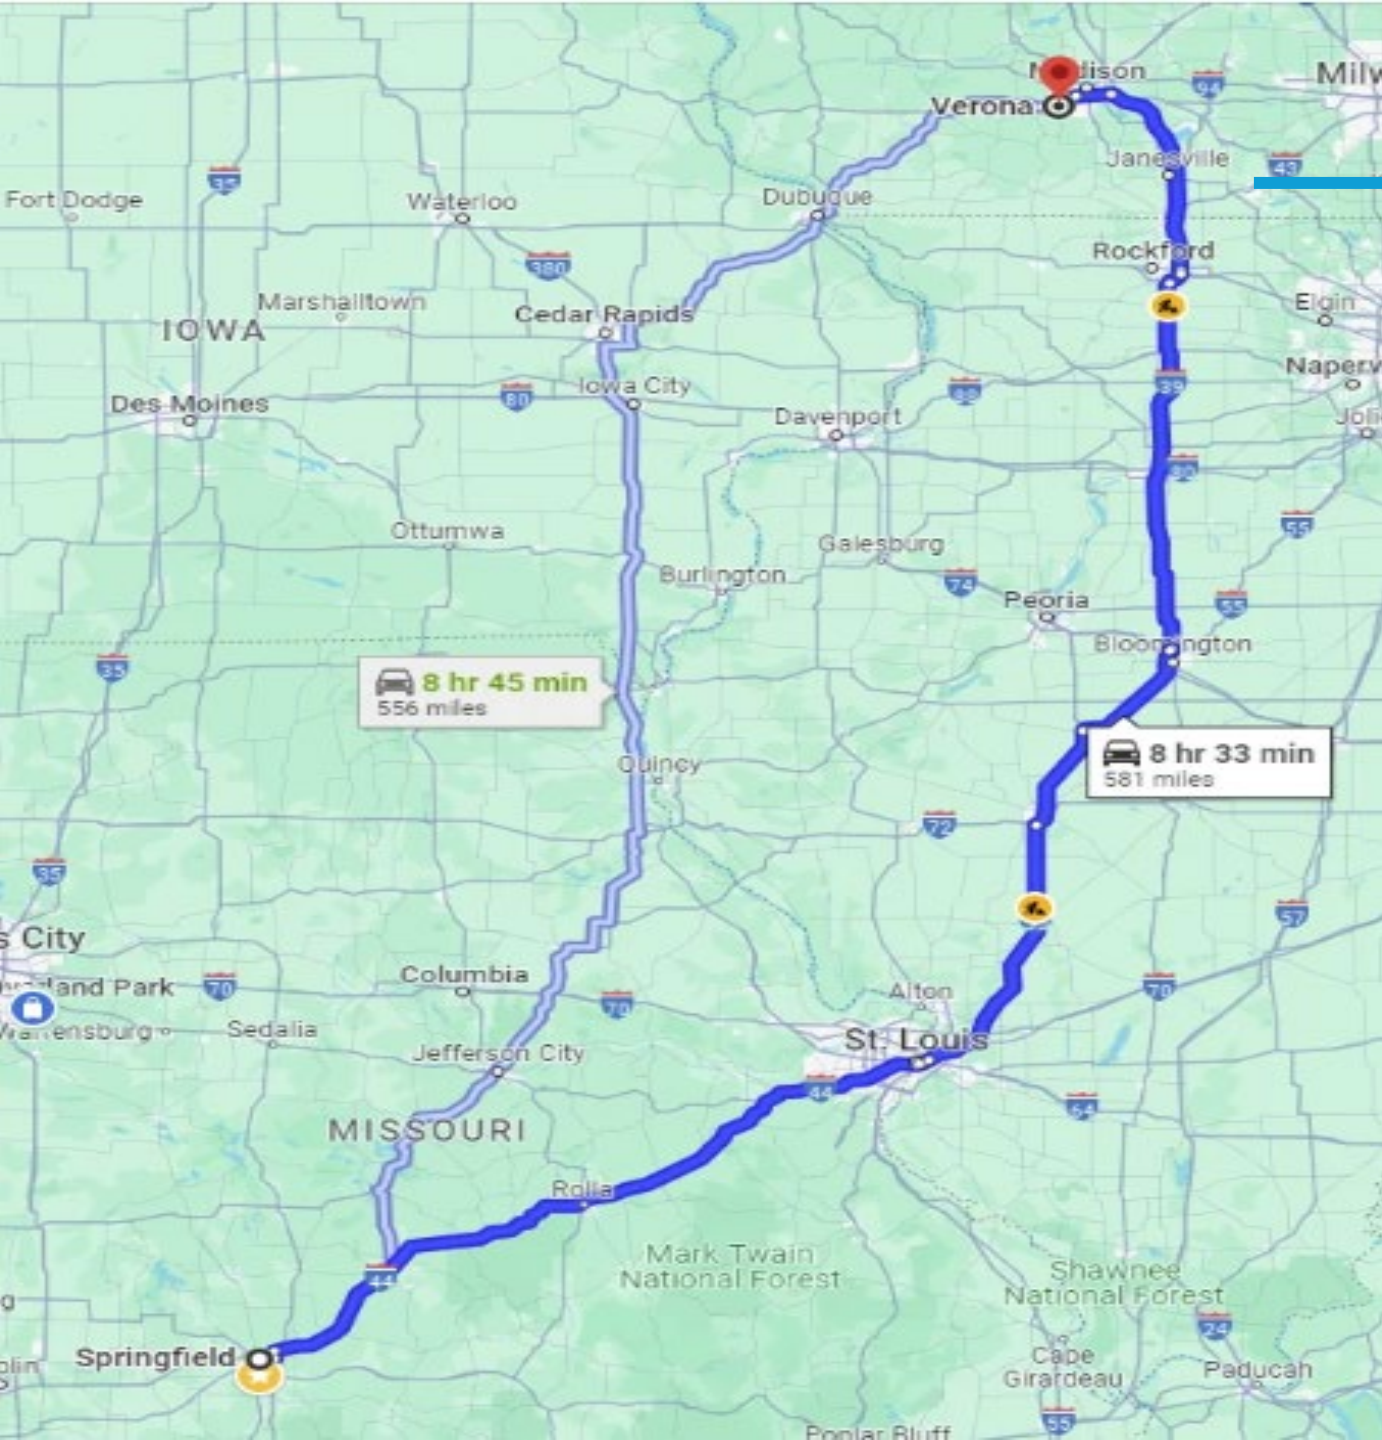 Madison
94
Milw
Verona
Janesville
43
35
Fort Dodge
Waterloo
Dubuque
Rockford
380
Marshalltown
Cedar Rapids
Elgin
IOWA
Naperv
39
Iowa City
80
88
Des Moines
Davenport
Jolie
80
55
Ottumwa
Galesburg
Burlington
74
Peoria
55
Bloomington
35
8 hr 45 min
556 miles
8 hr 33 min
581 miles
Quincy
72
35
57
s City
Columbia
70
70
70
land Park
Alton
Warrensburg
Sedalia
St. Louis
Jefferson City
44
64
MISSOURI
Rolla
Mark Twain
National Forest
Shawnee
National Forest
44
g
24
Springfield
plin
Cape
Girardeau
Paducah
55
Poplar Bluff